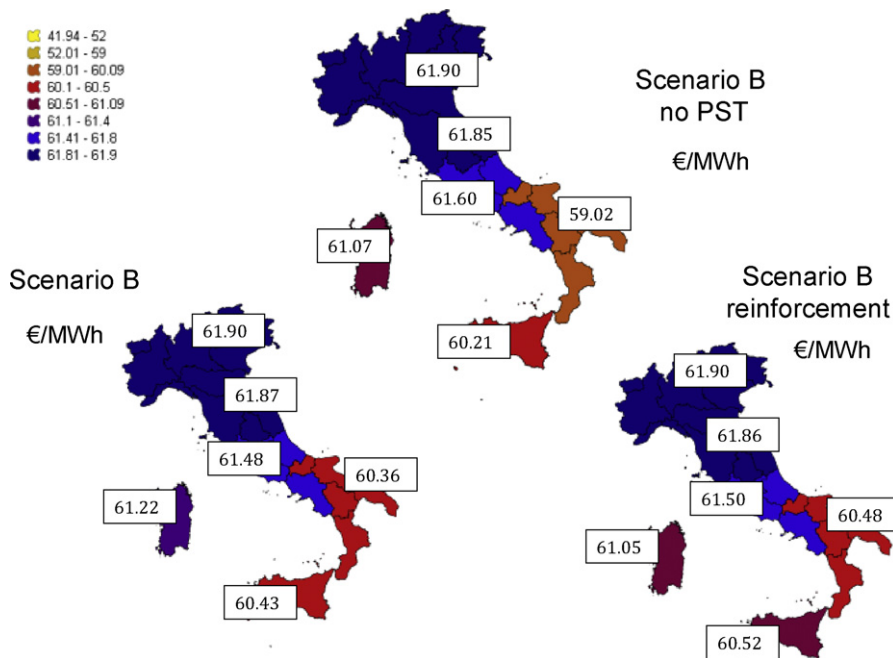 41.94 - 52
52.01 - 59
59.01 - 60.09
60.1 - 60.5
60.51 - 61.09
61.1 - 61.4
61.41 - 61.8
61.81 - 61.9
Scenario B
no PST
€/MWh
61.90
61.85
61.60
59.02
61.07
60.21
Scenario B
€/MWh
61.90
61.87
61.48
60.36
61.22
60.43
Scenario B
reinforcement
€/MWh
61.90
61.86
61.50
60.48
61.05
60.52